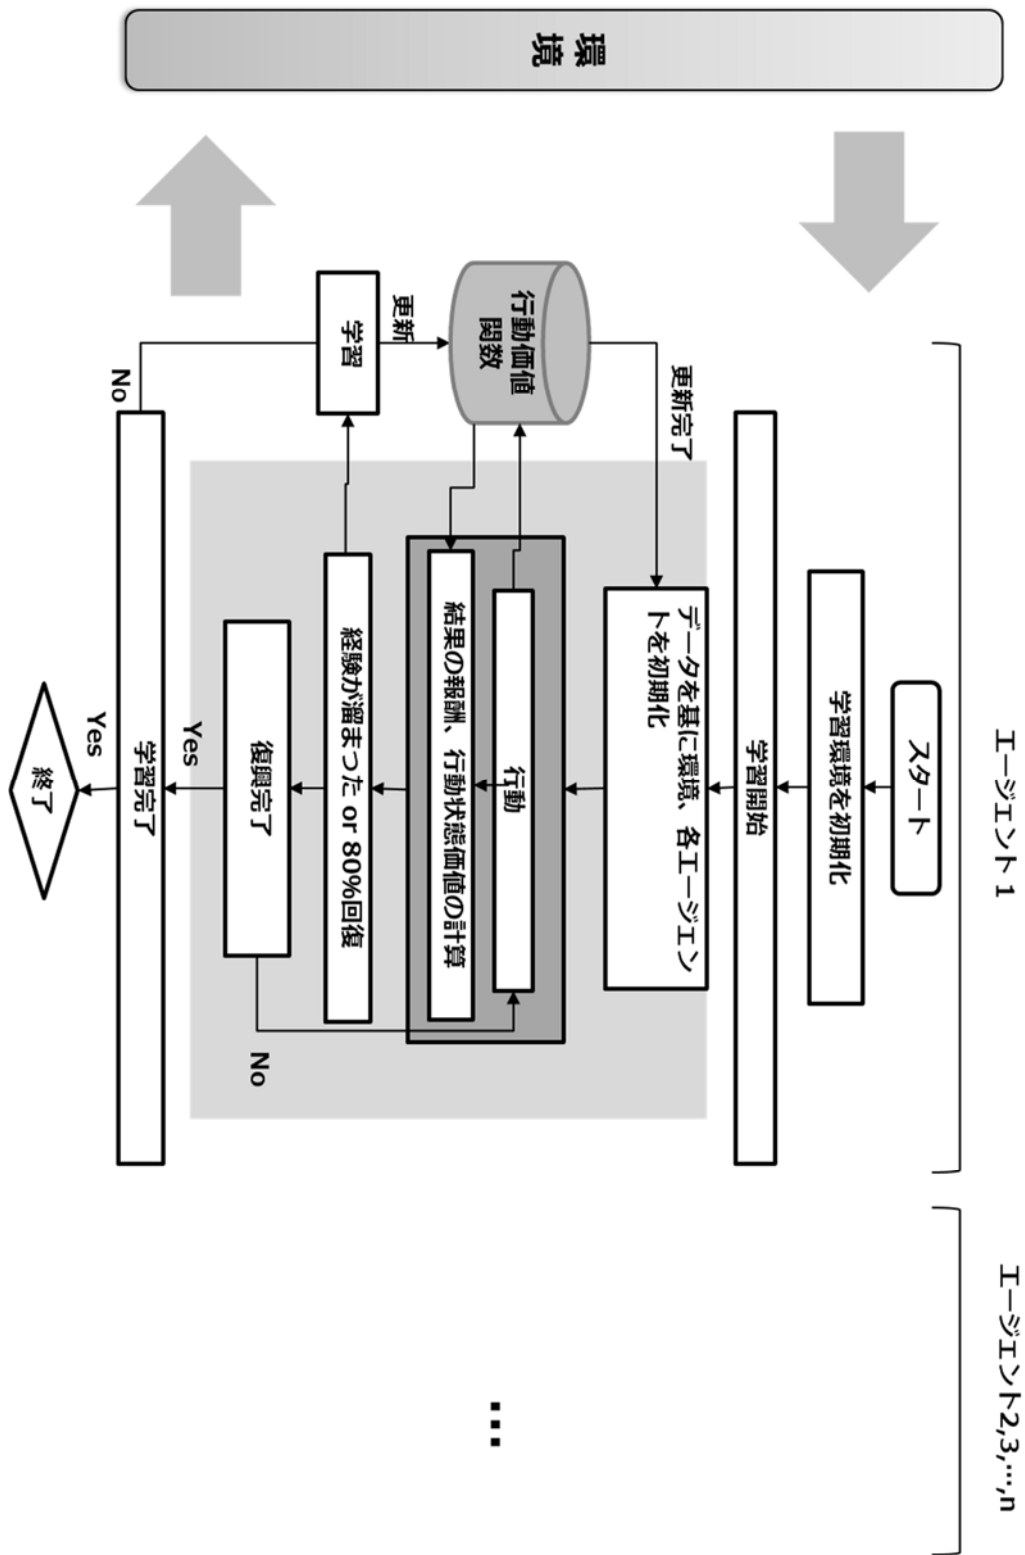 エージェント1
エージェント2,3,…,n
環
境
スタート
学習環境を初期化
学習開始
データを基に環境、各エージェン
トを初期化
更新完了
行動価値
関数
行動
結果の報酬、行動状態価値の計算
更新
学習
経験が溜まった or 80%回復
復興完了
No
Yes
No
学習完了
Yes
終了
…